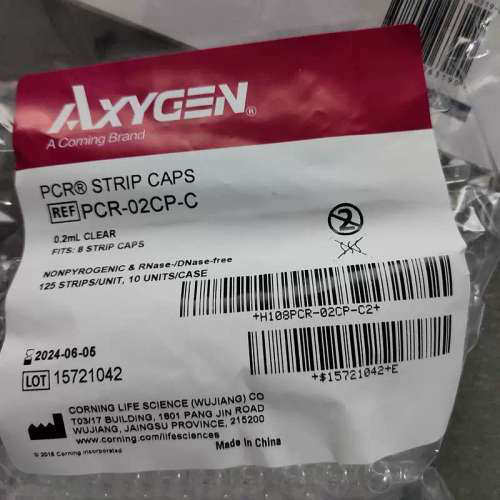 AXYGEN®
A Corning Brand
PCR® STRIP CAPS
REF PCR-02CP-C
0.2mL CLEAR
FITS: 8 STRIP CAPS
2
NONPYROGENIC & RNase-/DNase-free
125 STRIPS/UNIT, 10 UNITS/CASE
+H108PCR-02CP-C2+
2024-06-05
LOT 15721042
+$15721042+E
CORNING LIFE SCIENCE (WUJIANG) CO
T03/17 BUILDING, 1801 PANG JIN ROAD
WUJIANG, JAINGSU PROVINCE, 215200
www.corning.com/lifesciences
Made in China
© 2018 Corning Incorporated